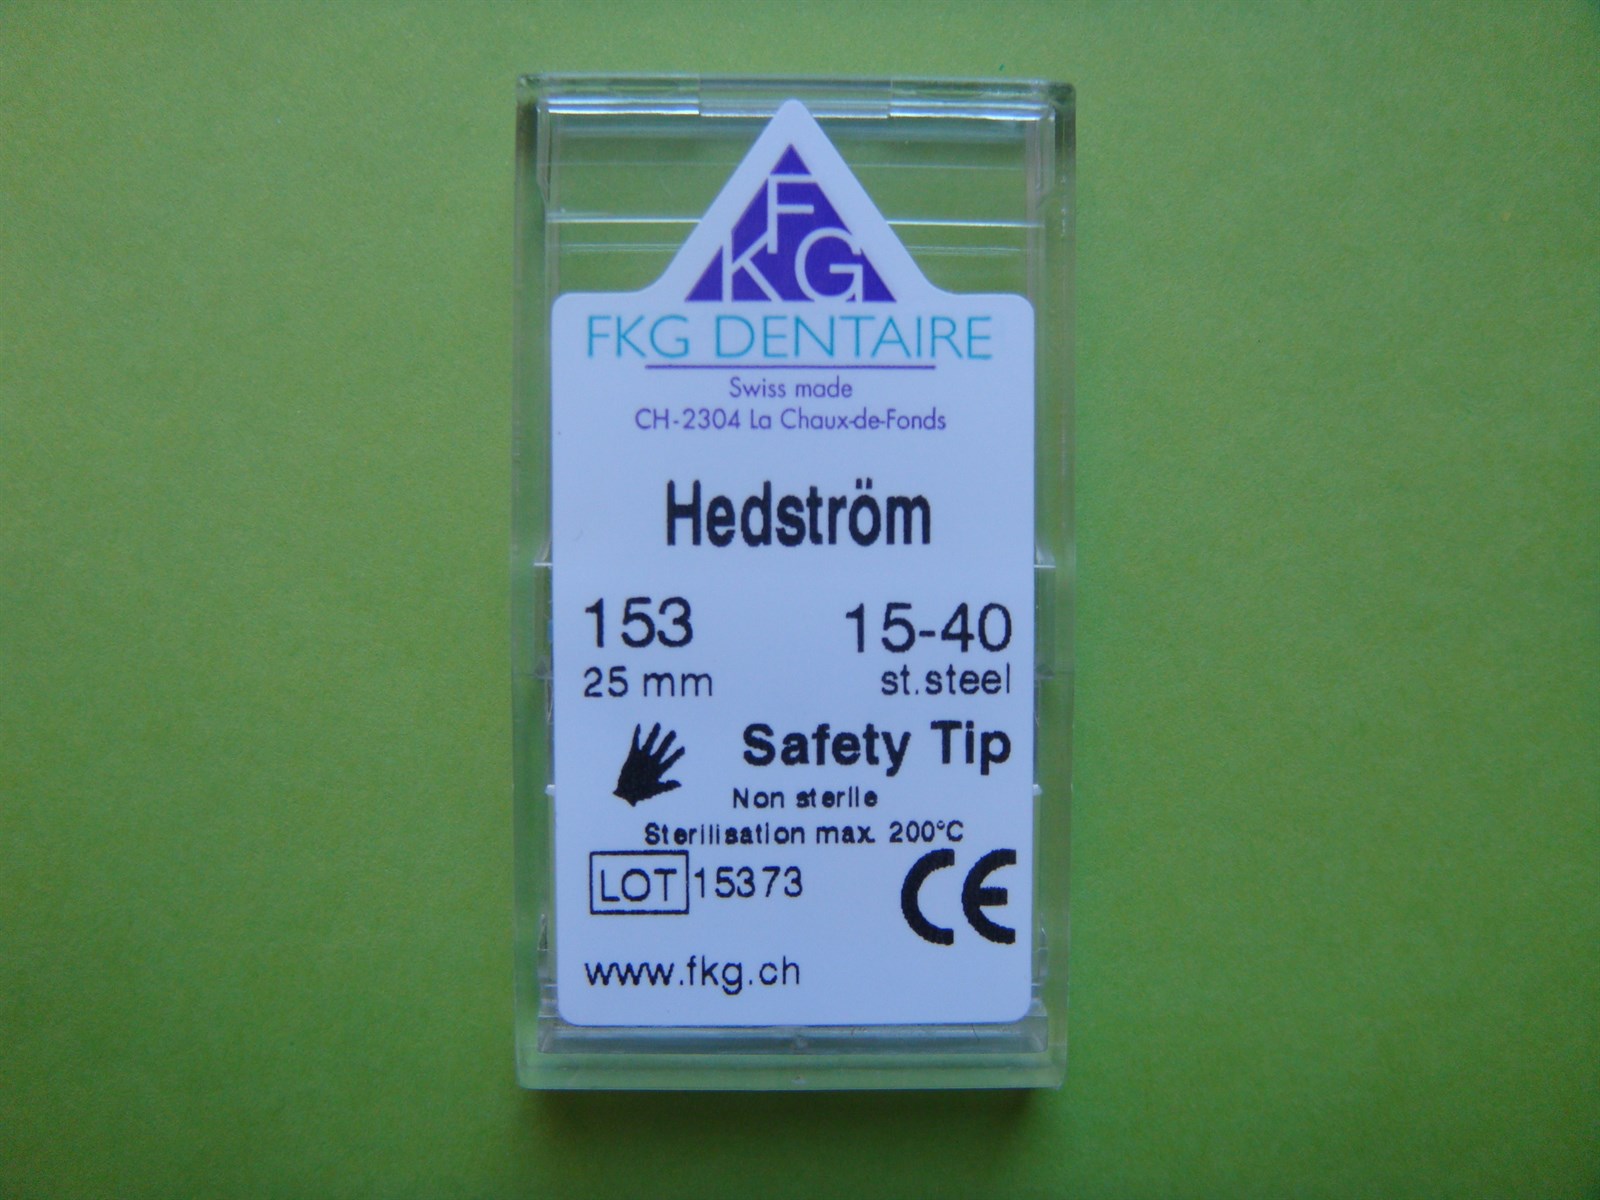 FKG
FKG DENTAIRE
Swiss made
CH-2304 La Chaux-de-Fonds
Hedström
153 15-40
25 mm st.steel
Safety Tip
Non sterile
Sterilisation max. 200°C
LOT 15373 CE
www.fkg.ch